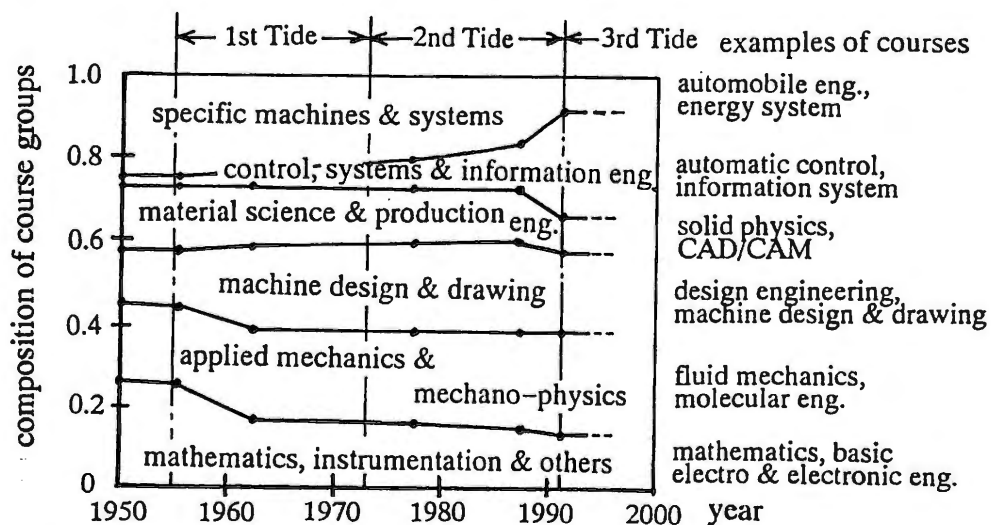 1st Tide 2nd Tide 3rd Tide examples of courses
composition of course groups
1.0
0.8
0.6
0.4
0.2
0
specific machines & systems
control, systems & information eng.
material science & production eng.
machine design & drawing
applied mechanics &
mechano-physics
mathematics, instrumentation & others
automobile eng.,
energy system
automatic control,
information system
solid physics,
CAD/CAM
design engineering,
machine design & drawing
fluid mechanics,
molecular eng.
mathematics, basic
electro & electronic eng.
1950 1960 1970 1980 1990 2000 year